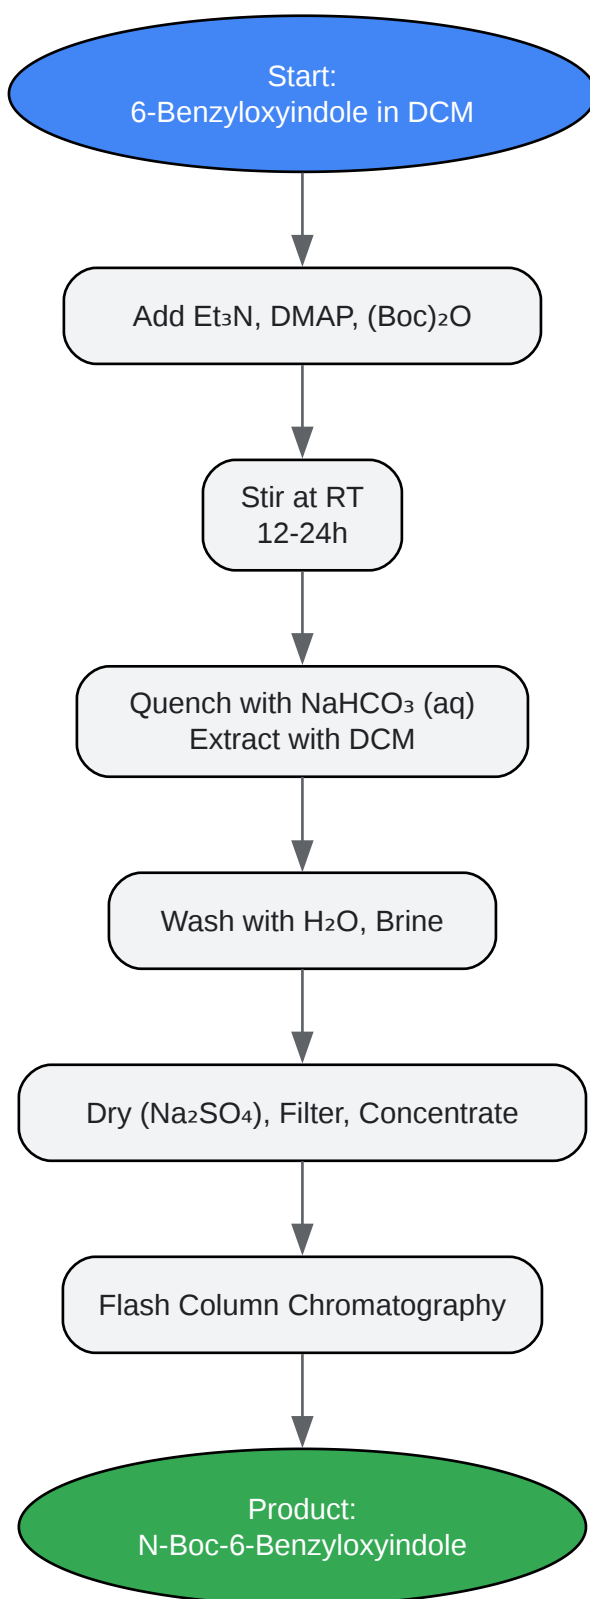 Start:
6-Benzyloxyindole in DCM
Add Et₃N, DMAP, (Boc)₂O
Stir at RT
12-24h
Quench with NaHCO₃ (aq)
Extract with DCM
Wash with H₂O, Brine
Dry (Na₂SO₄), Filter, Concentrate
Flash Column Chromatography
Product:
N-Boc-6-Benzyloxyindole